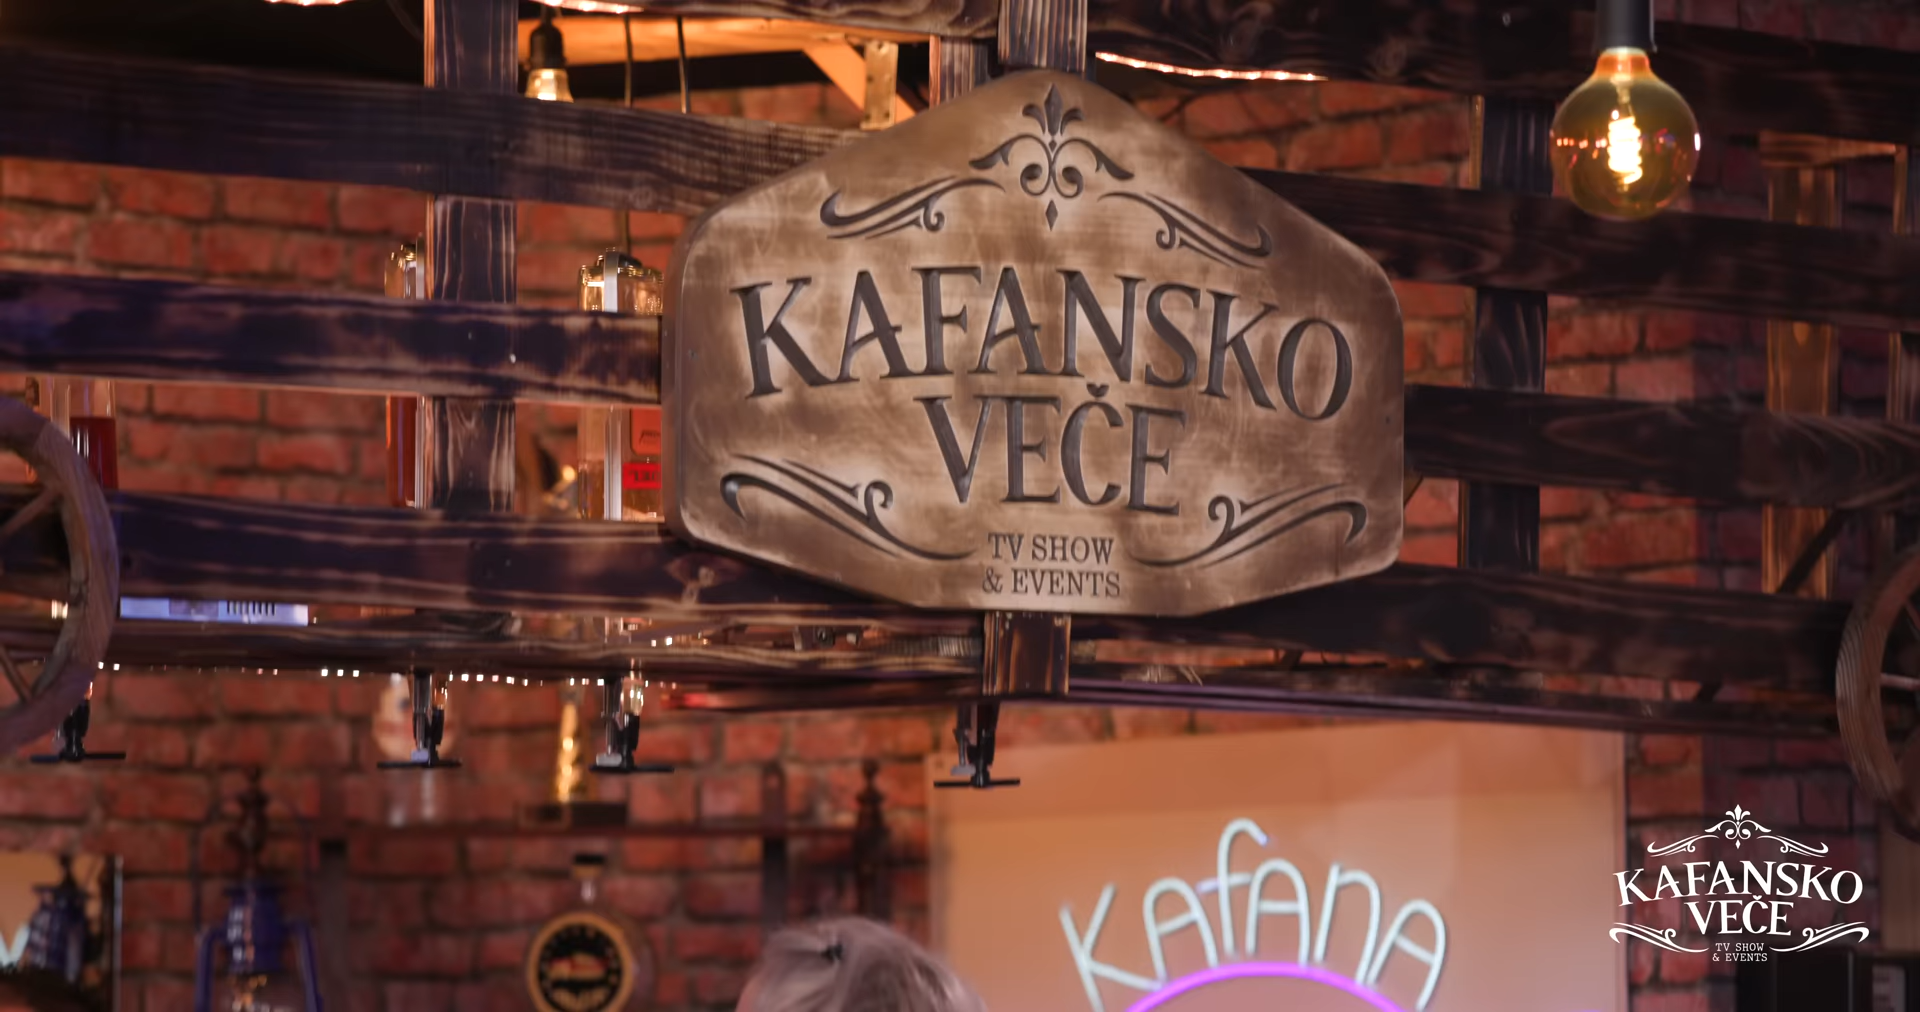 KAFANSKO
VEČE
TV SHOW
& EVENTS
Kafana
KAFANSKO
VEČE
TV SHOW
& EVENTS